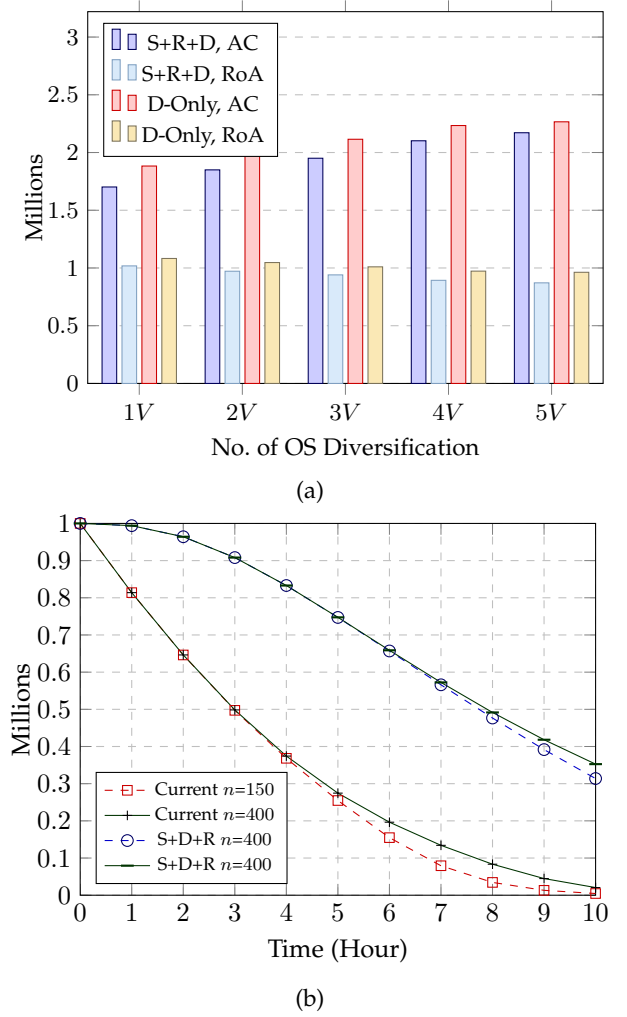 3
2.5
2
1.5
1
0.5
0
Millions
S+R+D, AC
S+R+D, RoA
D-Only, AC
D-Only, RoA
1V 2V 3V 4V 5V
No. of OS Diversification
(a)
1
0.9
0.8
0.7
0.6
0.5
0.4
0.3
0.2
0.1
0
Millions
Current n=150
Current n=400
S+D+R n=400
S+D+R n=400
0 1 2 3 4 5 6 7 8 9 10
Time (Hour)
(b)